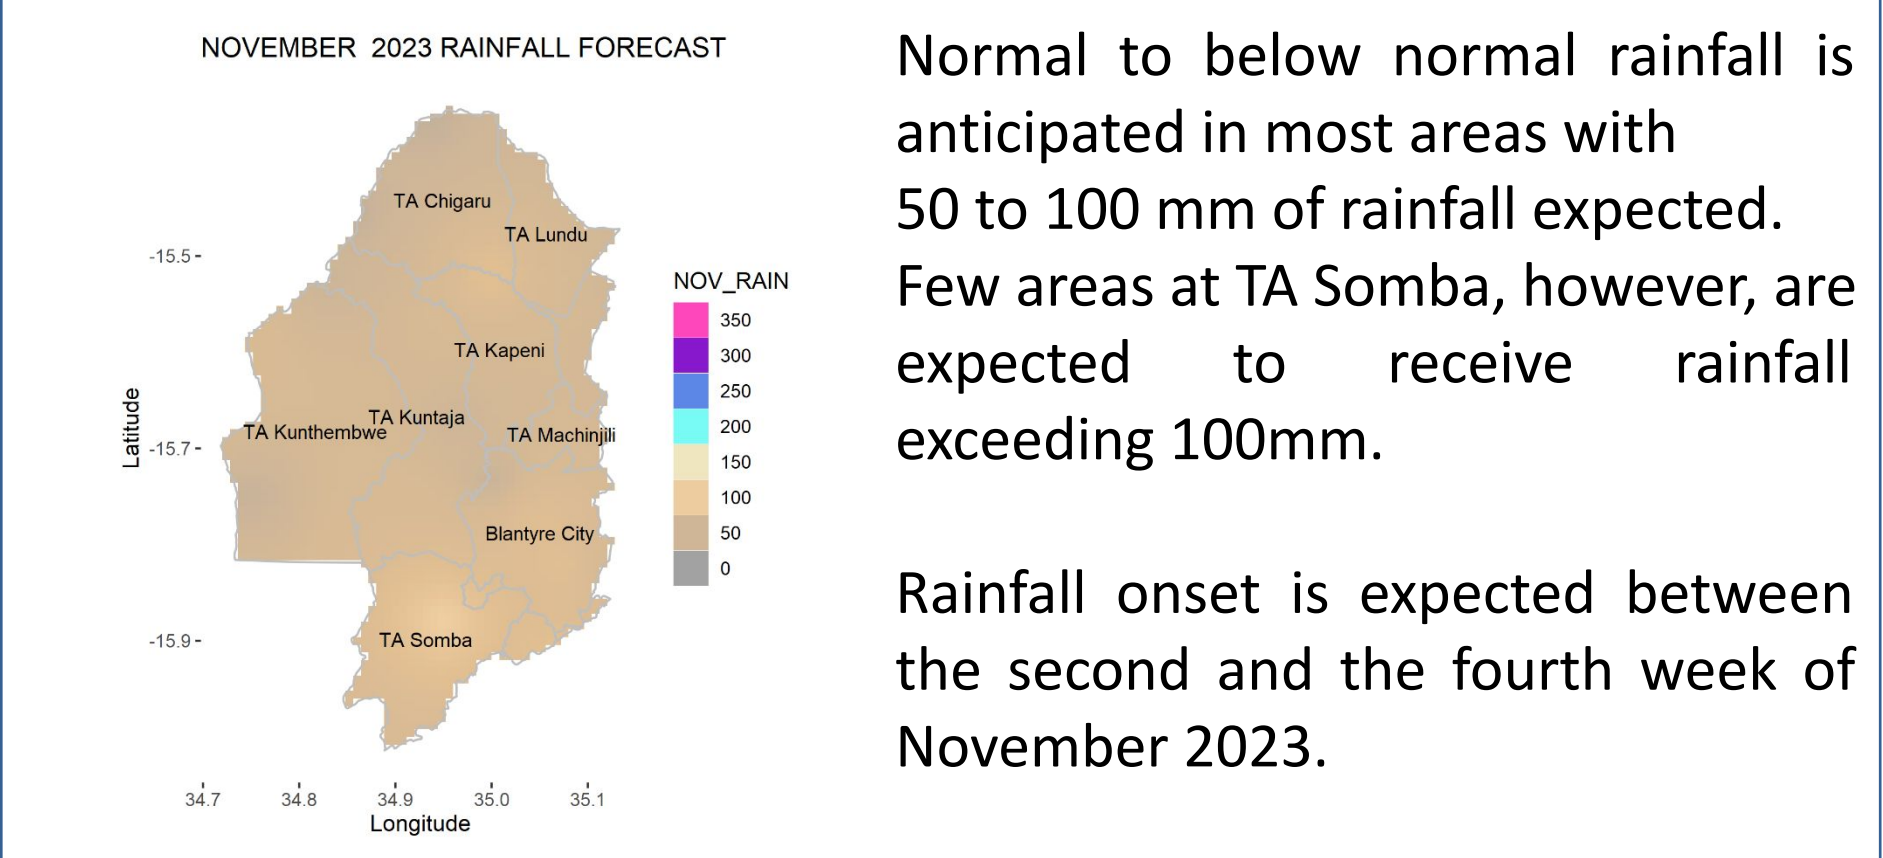 NOVEMBER  2023 RAINFALL FORECAST
TA Chigaru
TA Lundu
TA Kapeni
TA Kuntaja
TA Kunthembwe
TA Machinjili
Blantyre City
TA Somba
Latitude
-15.5
-15.7
-15.9
34.7
34.8
34.9
35.0
35.1
Longitude
NOV_RAIN
350
300
250
200
150
100
50
0
Normal to below normal rainfall is
anticipated in most areas with
50 to 100 mm of rainfall expected.
Few areas at TA Somba, however, are
expected to receive rainfall
exceeding 100mm.
Rainfall onset is expected between
the second and the fourth week of
November 2023.